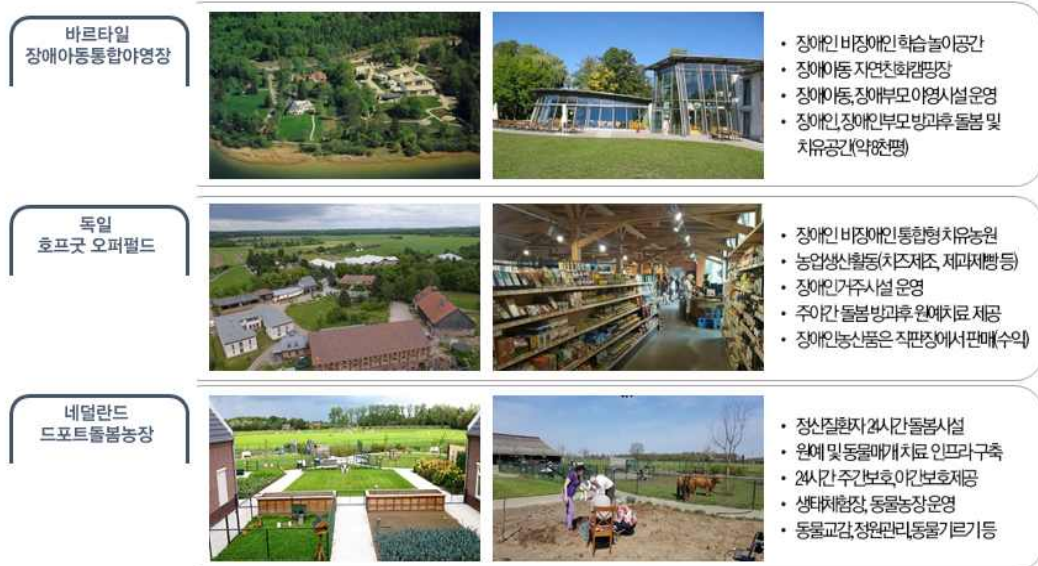 바르타일
장애아동통합야영장
• 장애인 비장애인 학습 놀이공간
• 장애아동 자연친화캠핑장
• 장애아동, 장애부모 야영시설 운영
• 장애인, 장애인부모 방과후 돌봄 및
치유공간(약 8천평)
독일
호프굿 오퍼펄드
• 장애인 비장애인 통합형 치유농원
• 농업생산활동(치즈제조, 제과제빵 등)
• 장애인거주시설 운영
• 주야간 돌봄 방과후 원예치료 제공
• 장애인농산품은 직판장에서 판매(수익)
네덜란드
드포트돌봄농장
• 정신질환자 24시간 돌봄시설
• 원예 및 동물매개 치료 인프라 구축
• 24시간 주간보호, 야간보호 제공
• 생태체험장, 동물농장 운영
• 동물교감, 정원관리, 동물기르기 등